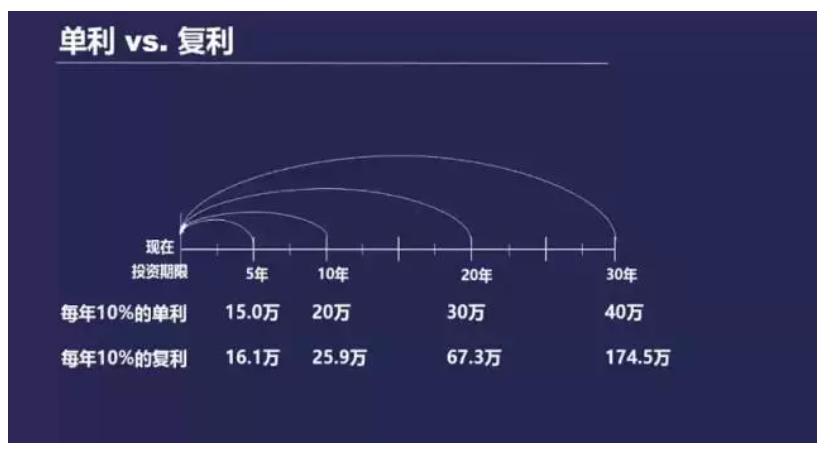 单利 vs. 复利
现在
投资期限 5年 10年 20年 30年
每年10%的单利 15.0万 20万 30万 40万
每年10%的复利 16.1万 25.9万 67.3万 174.5万